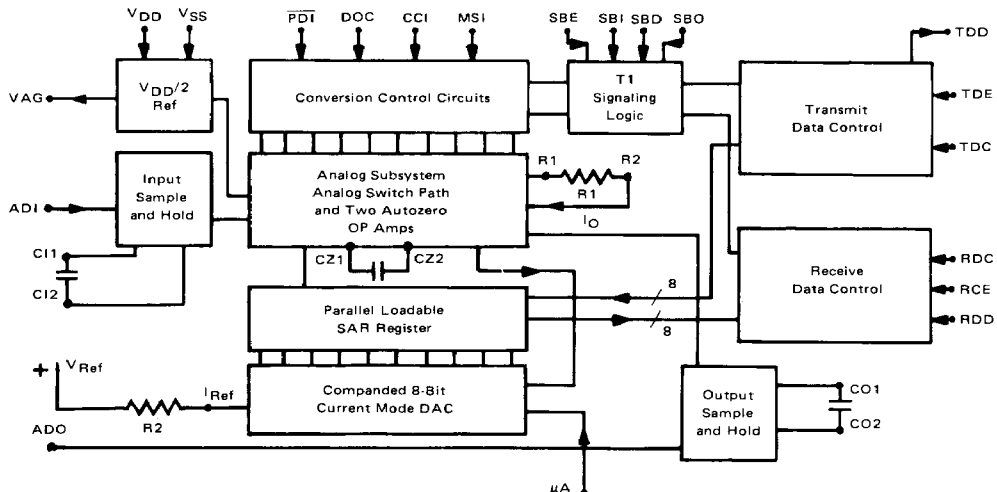 VDD VSS PDI DOC CCI MSI SBE SBI SBD SBO TDD
VAG
VDD/2
Ref
Conversion Control Circuits
T1
Signaling
Logic
Transmit
Data Control
TDE
TDC
ADI
Input
Sample
and Hold
Analog Subsystem
Analog Switch Path
and Two Autozero
OP Amps
R1 R2
R1
IO
CI1
CI2
CZ1 CZ2
Parallel Loadable
SAR Register
8
8
Receive
Data Control
RDC
RCE
RDD
+ VRef
R2
IRef
Companded 8-Bit
Current Mode DAC
Output
Sample
and Hold
CO1
CO2
ADO
μA